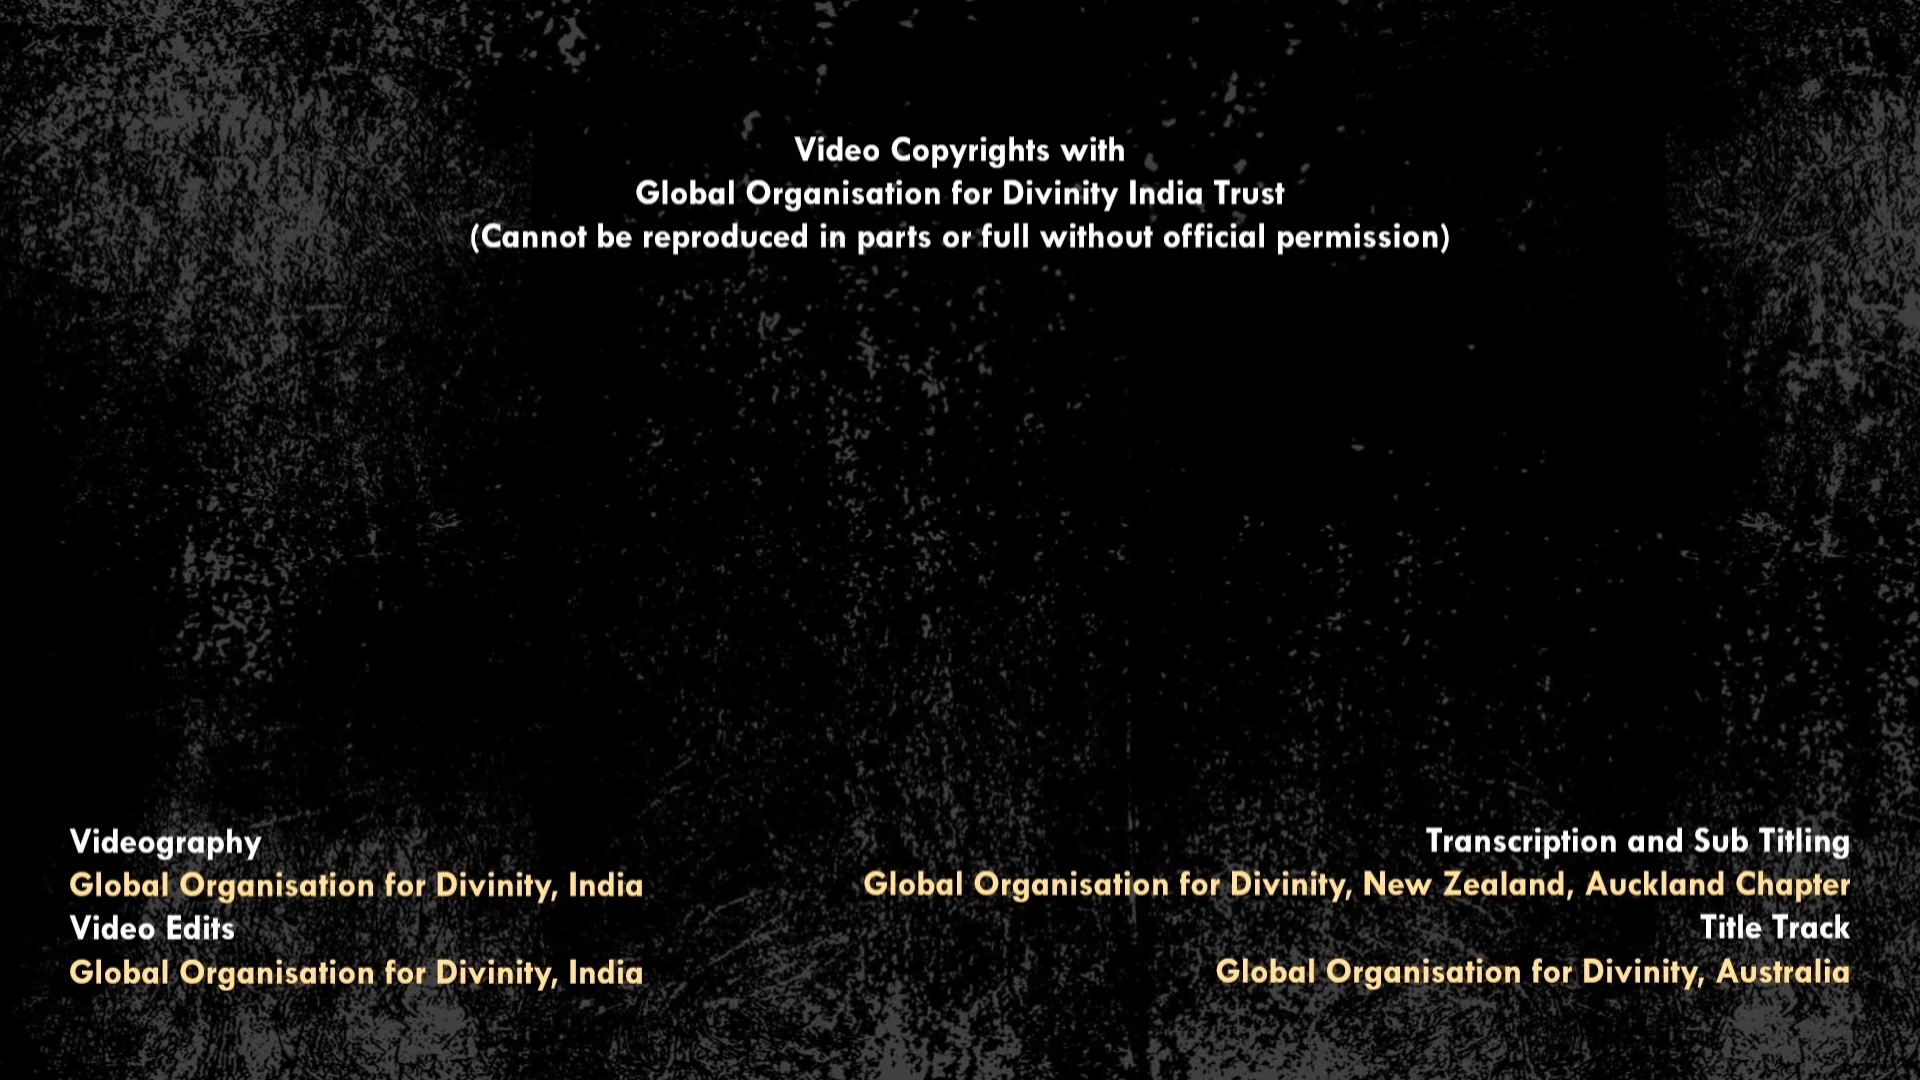 Video Copyrights with
Global Organisation for Divinity India Trust
(Cannot be reproduced in parts or full without official permission)
Videography
Global Organisation for Divinity, India
Video Edits
Global Organisation for Divinity, India
Transcription and Sub Titling
Global Organisation for Divinity, New Zealand, Auckland Chapter
Title Track
Global Organisation for Divinity, Australia